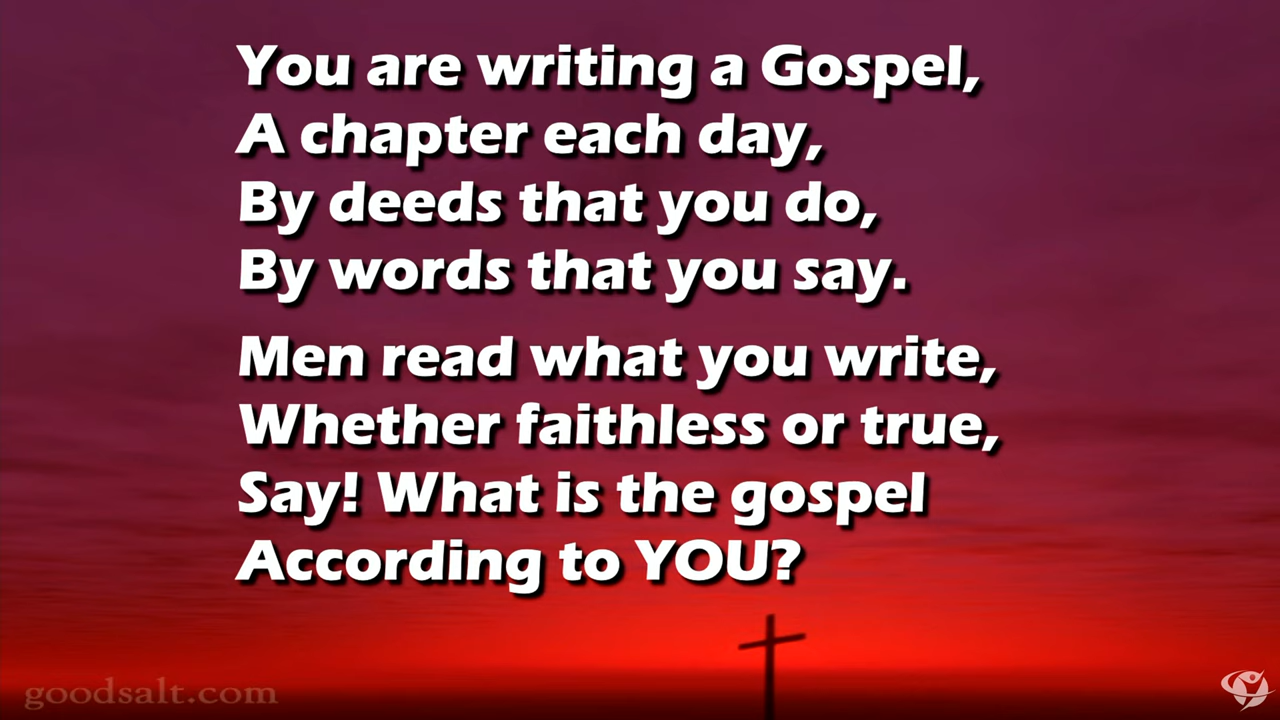 You are writing a Gospel,
A chapter each day,
By deeds that you do,
By words that you say.
Men read what you write,
Whether faithless or true,
Say! What is the gospel
According to YOU?
goodsalt.com